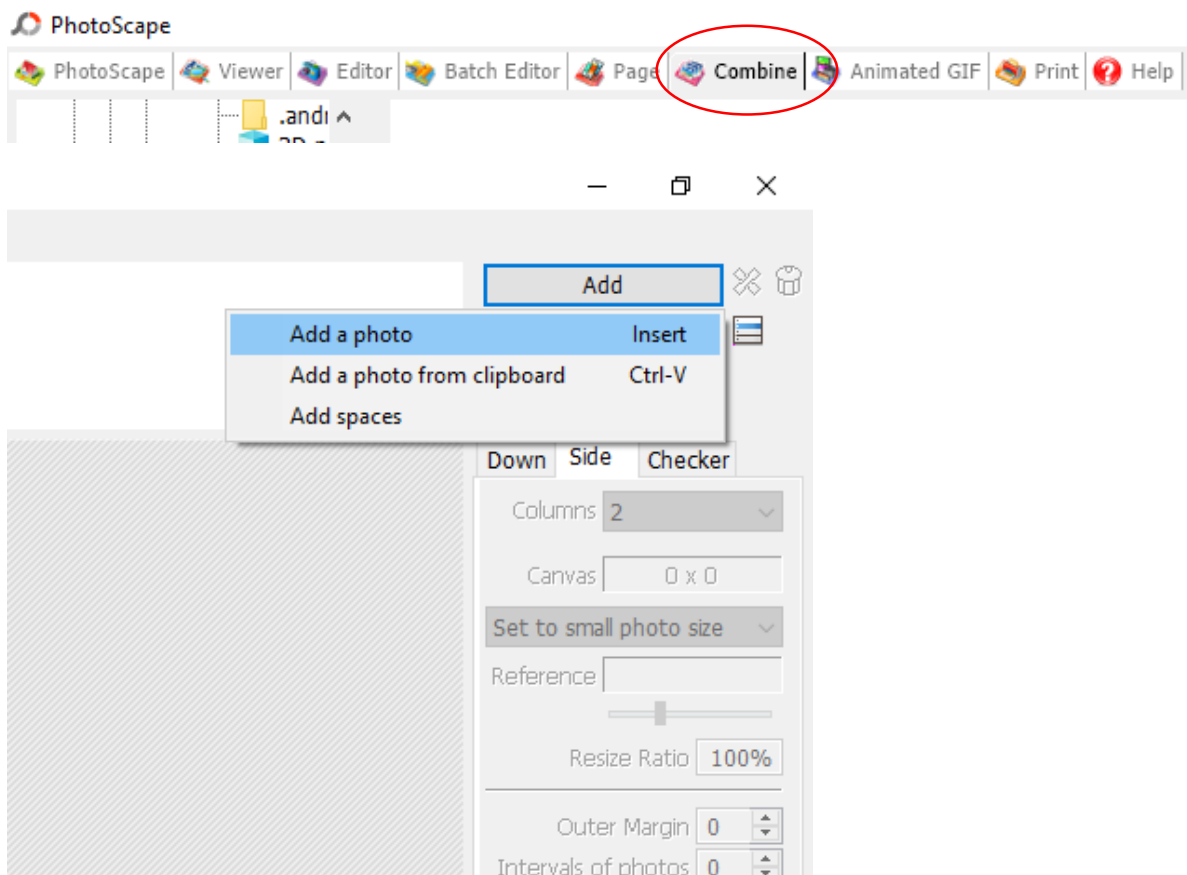 PhotoScape
PhotoScape Viewer Editor Batch Editor Page Combine Animated GIF Print Help
Add
Add a photo Insert
Add a photo from clipboard Ctrl-V
Add spaces
Down Side Checker
Columns 2
Canvas 0 x 0
Set to small photo size
Reference
Resize Ratio 100%
Outer Margin 0
Intervals of photos 0